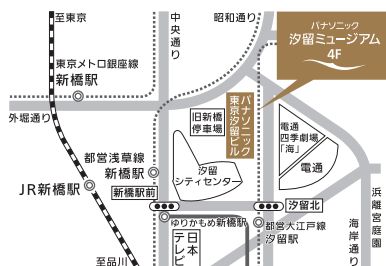 至東京
中央通り
昭和通り
パナソニック
汐留ミュージアム
4F
東京メトロ銀座線
新橋駅
外堀通り
旧新橋
停車場
パナソニック
東京汐留ビル
電通
四季劇場
「海」
電通
都営浅草線
新橋駅
汐留
シティセンター
JR新橋駅
新橋駅前
汐留北
ゆりかもめ新橋駅
都営大江戸線
汐留駅
日本
テレビ
浜離宮庭園
海岸通り
至品川